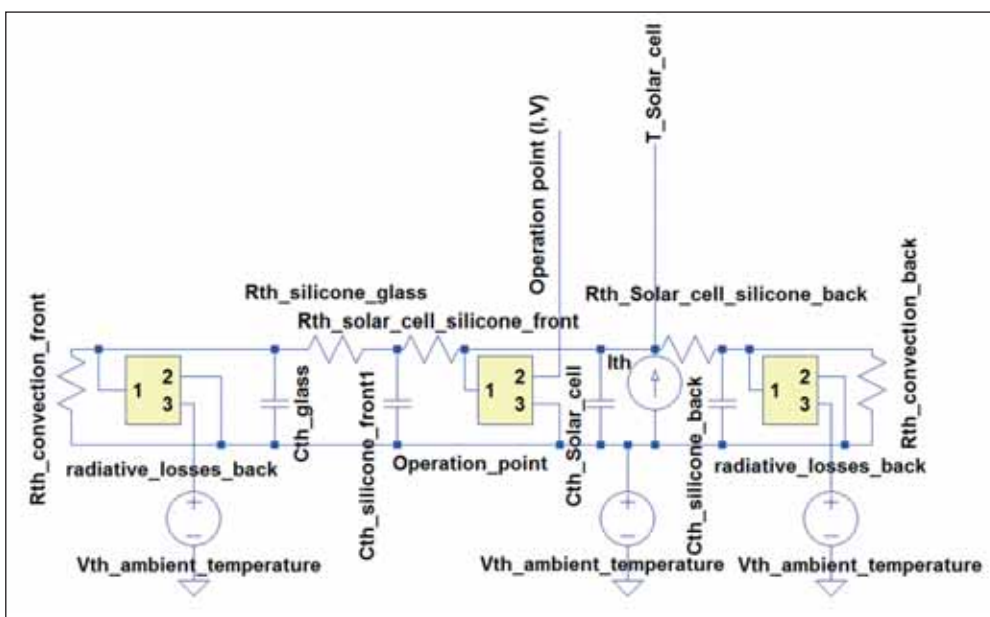 T_Solar_cell
Operation point (I,V)
Rth_silicone_glass
Rth_Solar_cell_silicone_back
Rth_solar_cell_silicone_front
Rth_convection_front
Rth_convection_back
1
2
3
Cth_glass
Cth_silicone_front1
1
2
3
Cth_Solar_cell
Ith
Cth_silicone_back
1
2
3
radiative_losses_back
Operation_point
radiative_losses_back
+
−
+
−
+
−
Vth_ambient_temperature
Vth_ambient_temperature
Vth_ambient_temperature